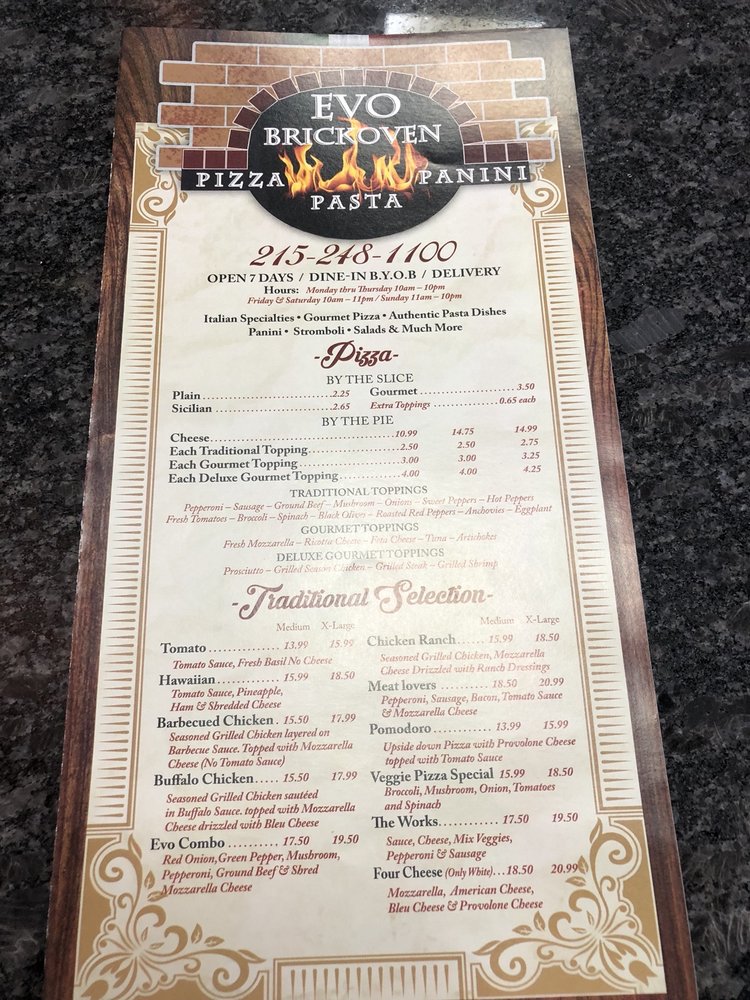 EVO
BRICKOVEN
PIZZA PANINI
PASTA
215-248-1100
OPEN 7 DAYS / DINE-IN B.Y.O.B / DELIVERY
Hours: Monday thru Thursday 10am – 10pm
Friday & Saturday 10am – 11pm / Sunday 11am – 10pm
Italian Specialties • Gourmet Pizza • Authentic Pasta Dishes
Panini • Stromboli • Salads & Much More
-Pizza-
BY THE SLICE
Plain 2.25 Gourmet 3.50
Sicilian 2.65 Extra Toppings 0.65 each
BY THE PIE
Cheese 10.99 14.75 14.99
Each Traditional Topping 2.50 2.50 2.75
Each Gourmet Topping 3.00 3.00 3.25
Each Deluxe Gourmet Topping 4.00 4.00 4.25
TRADITIONAL TOPPINGS
Pepperoni – Sausage – Ground Beef – Mushroom – Onions – Sweet Peppers – Hot Peppers
Fresh Tomatoes – Broccoli – Spinach – Black Olives – Roasted Red Peppers – Anchovies – Eggplant
GOURMET TOPPINGS
Fresh Mozzarella – Ricotta Cheese – Feta Cheese – Tuna – Artichokes
DELUXE GOURMET TOPPINGS
Prosciutto – Grilled Season Chicken – Grilled Steak – Grilled Shrimp
-Traditional Selection-
Medium X-Large
Tomato 13.99 15.99
Tomato Sauce, Fresh Basil No Cheese
Hawaiian 15.99 18.50
Tomato Sauce, Pineapple,
Ham & Shredded Cheese
Barbecued Chicken . 15.50 17.99
Seasoned Grilled Chicken layered on
Barbecue Sauce. Topped with Mozzarella
Cheese (No Tomato Sauce)
Buffalo Chicken 15.50 17.99
Seasoned Grilled Chicken sautéed
in Buffalo Sauce. topped with Mozzarella
Cheese drizzled with Bleu Cheese
Evo Combo 17.50 19.50
Red Onion, Green Pepper, Mushroom,
Pepperoni, Ground Beef & Shred
Mozzarella Cheese
Medium X-Large
Chicken Ranch 15.99 18.50
Seasoned Grilled Chicken, Mozzarella
Cheese Drizzled with Ranch Dressings
Meat lovers 18.50 20.99
Pepperoni, Sausage, Bacon, Tomato Sauce
& Mozzarella Cheese
Pomodoro 13.99 15.99
Upside down Pizza with Provolone Cheese
topped with Tomato Sauce
Veggie Pizza Special 15.99 18.50
Broccoli, Mushroom, Onion, Tomatoes
and Spinach
The Works 17.50 19.50
Sauce, Cheese, Mix Veggies,
Pepperoni & Sausage
Four Cheese (Only White) 18.50 20.99
Mozzarella, American Cheese,
Bleu Cheese & Provolone Cheese